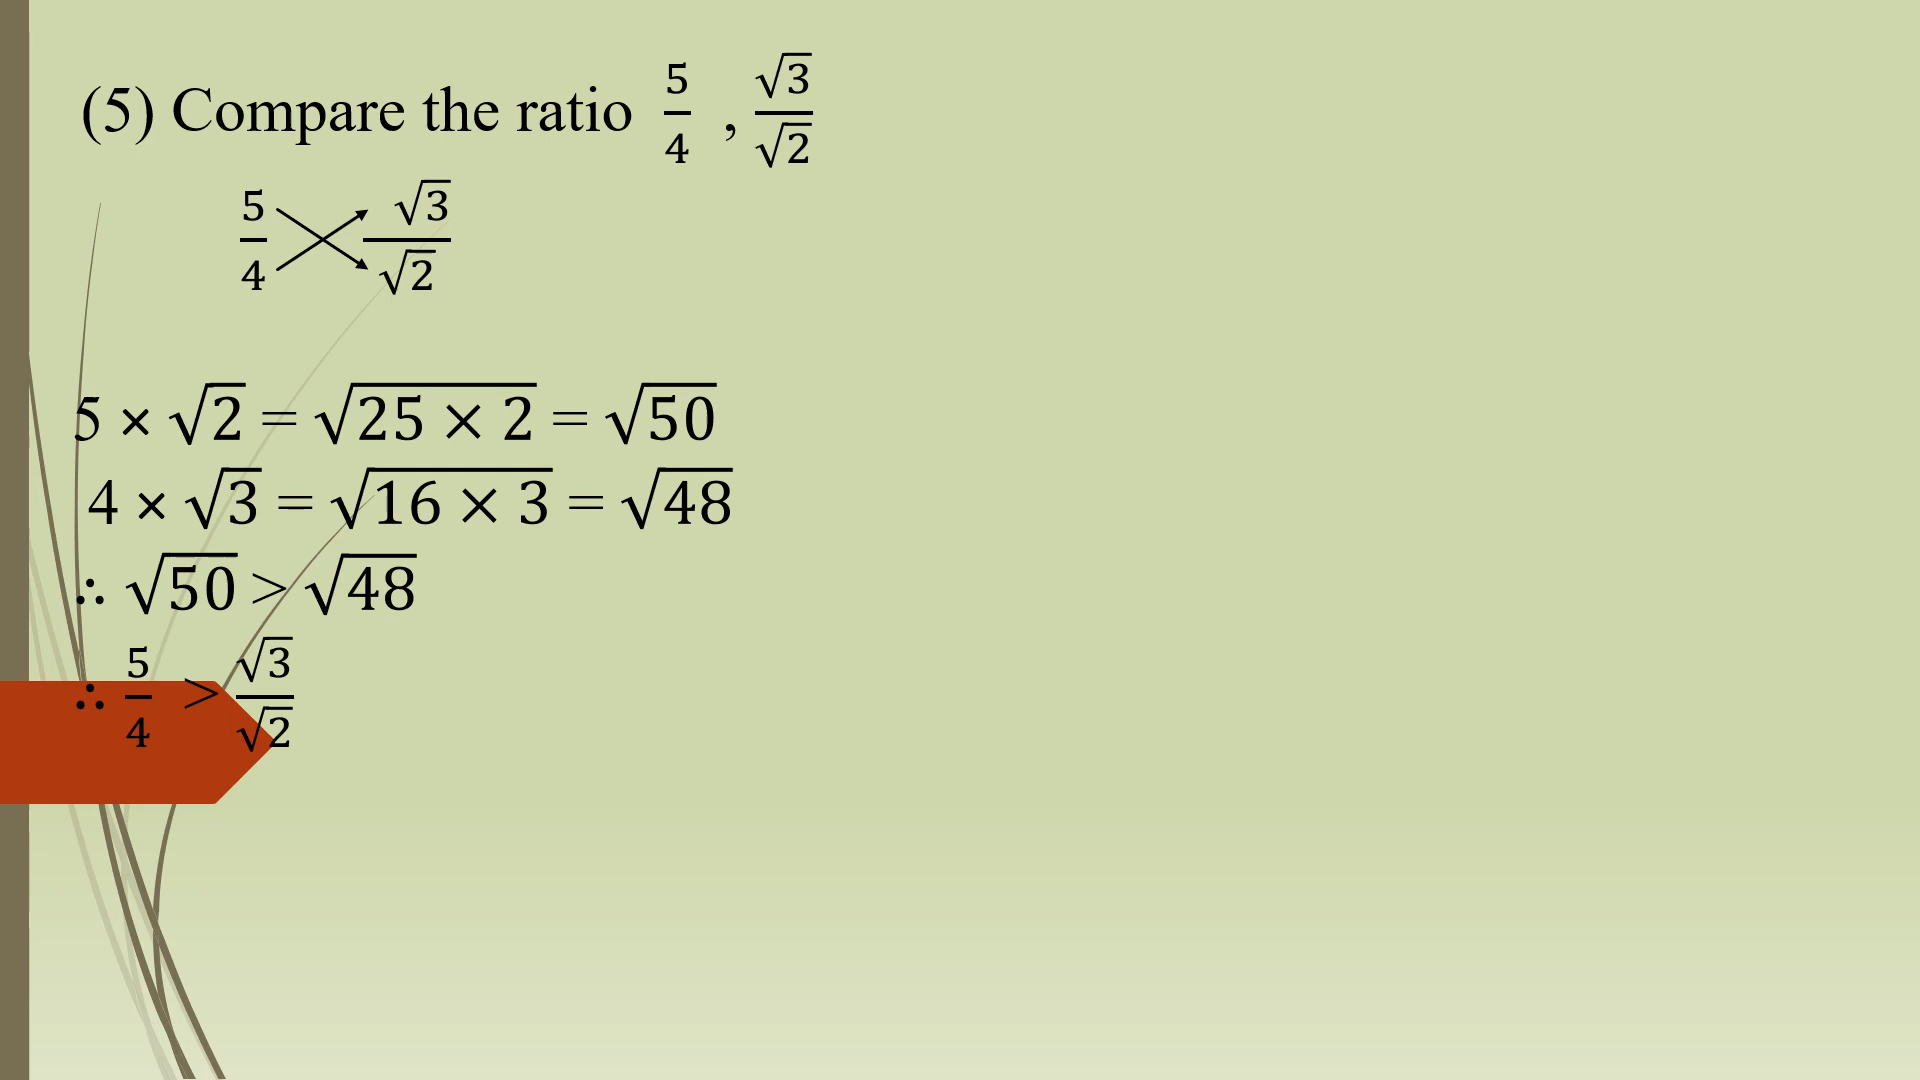 (5) Compare the ratio 5/4 , √3/√2
5/4 √3/√2
5 × √2 = √25 × 2 = √50
4 × √3 = √16 × 3 = √48
∴ √50 > √48
∴ 5/4 > √3/√2